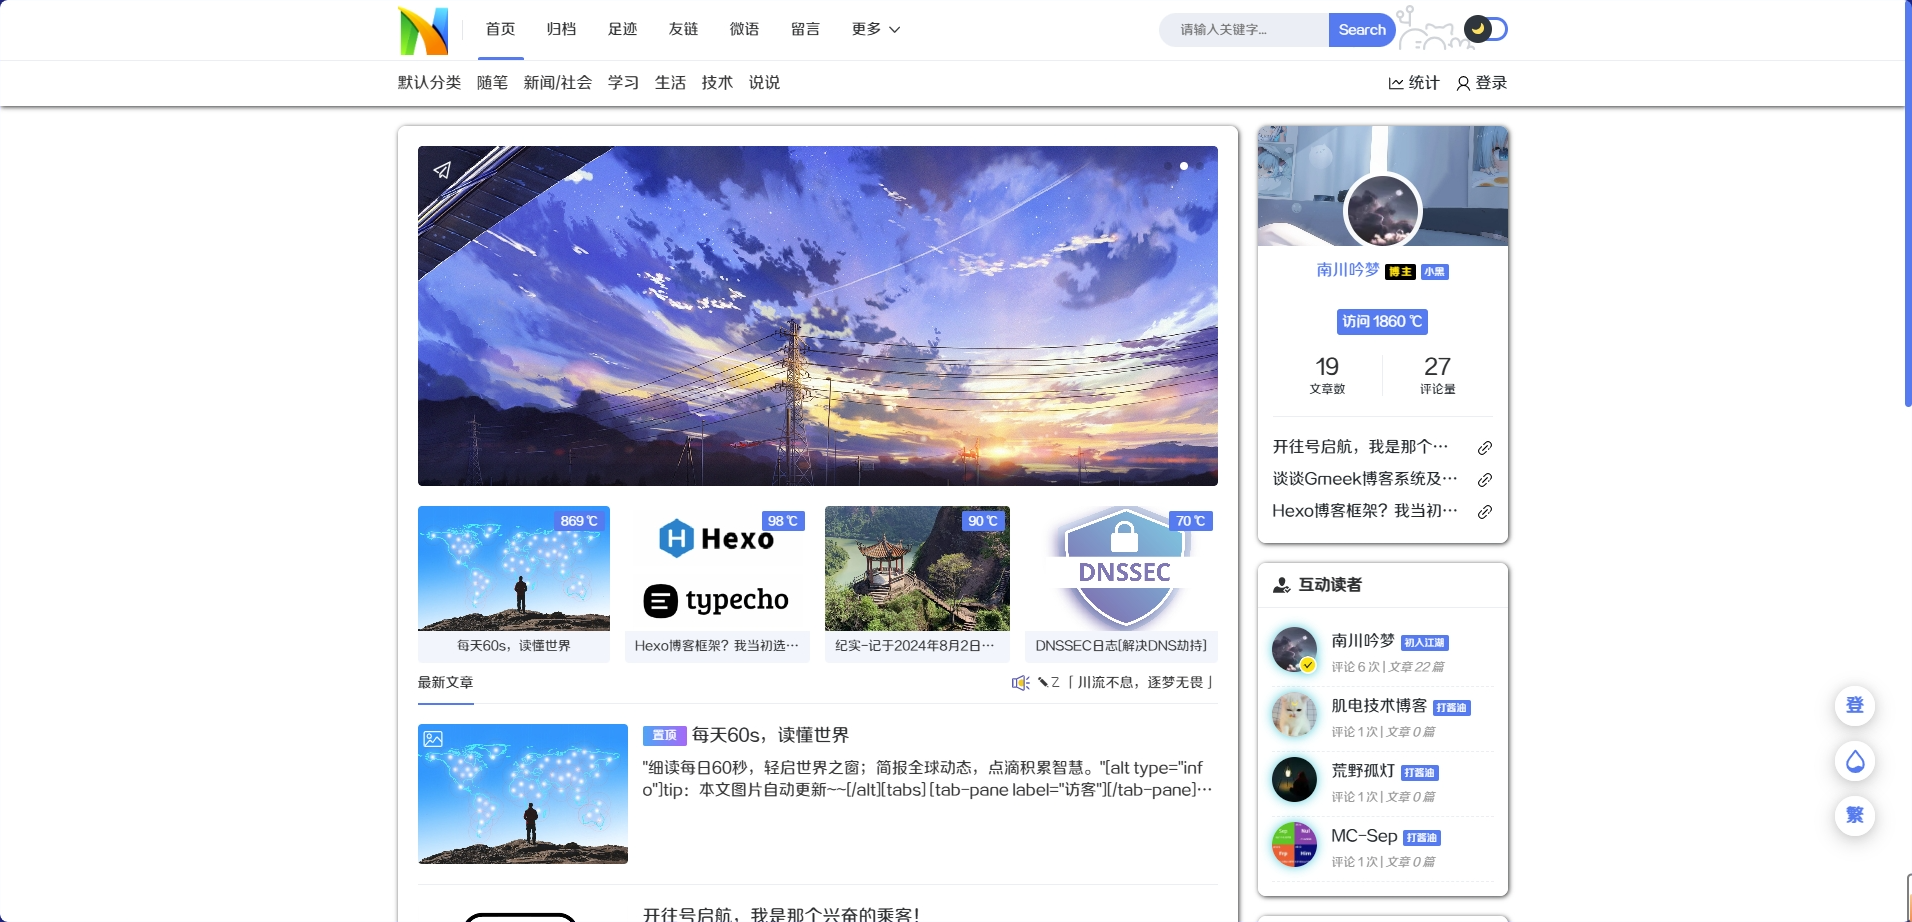 首页 归档 足迹 友链 微语 留言 更多
请输入关键字...
Search
默认分类 随笔 新闻/社会 学习 生活 技术 说说
统计 登录
869 ℃
每天60s，读懂世界
Hexo
typecho
98 ℃
Hexo博客框架？我当初选…
90 ℃
纪实-记于2024年8月2日…
70 ℃
DNSSEC
DNSSEC日志[解决DNS劫持]
最新文章
Z「 川流不息，逐梦无畏 」
置顶 每天60s，读懂世界
"细读每日60秒，轻启世界之窗；简报全球动态，点滴积累智慧。"[alt type="inf
o"]tip：本文图片自动更新~~[/alt][tabs] [tab-pane label="访客"][/tab-pane]…
开往号启航，我是那个兴奋的乘客！
南川吟梦 博主 小黑
访问 1860 ℃
19
文章数
27
评论量
开往号启航，我是那个…
谈谈Gmeek博客系统及…
Hexo博客框架？我当初…
互动读者
南川吟梦 初入江湖
评论 6 次 | 文章 22 篇
肌电技术博客 打酱油
评论 1 次 | 文章 0 篇
荒野孤灯 打酱油
评论 1 次 | 文章 0 篇
MC-Sep 打酱油
评论 1 次 | 文章 0 篇
登
繁